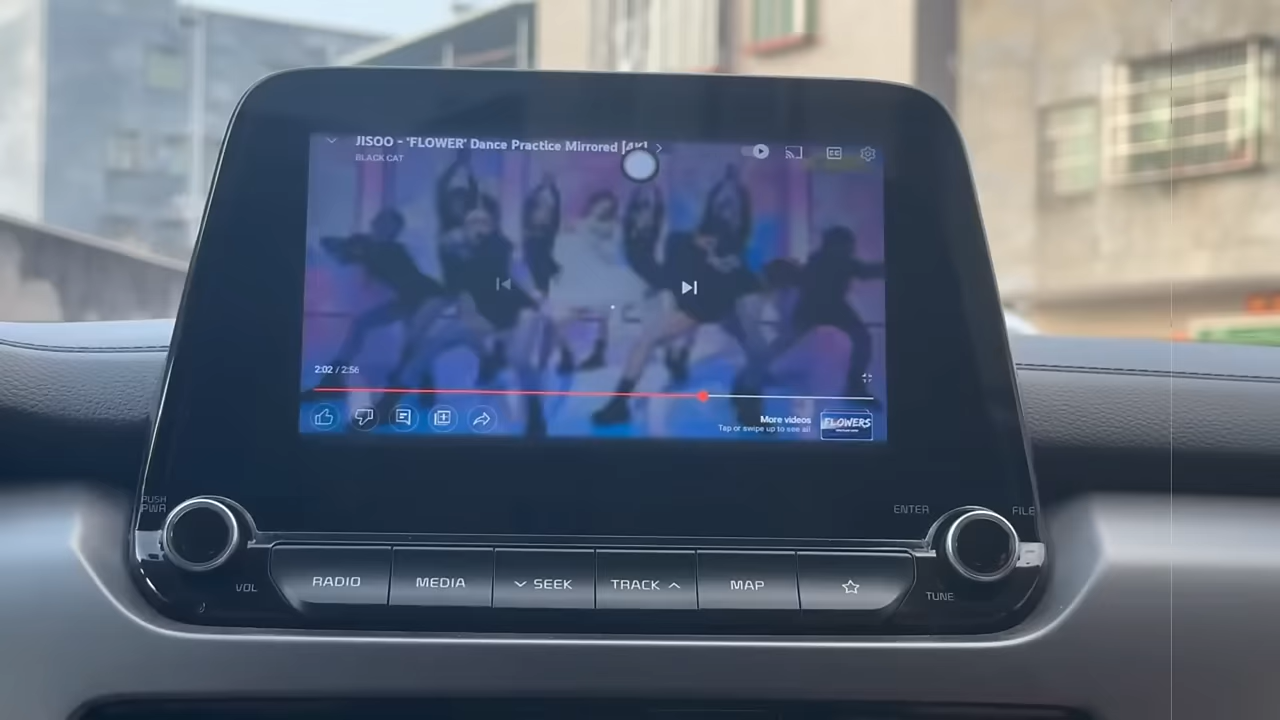 JISOO - 'FLOWER' Dance Practice Mirrored [4K]
BLACK CAT
CC
2:02 / 2:56
More videos
Tap or swipe up to see all
FLOWERS
PUSH
PWR
ENTER
FILE
VOL
RADIO
MEDIA
SEEK
TRACK
MAP
TUNE